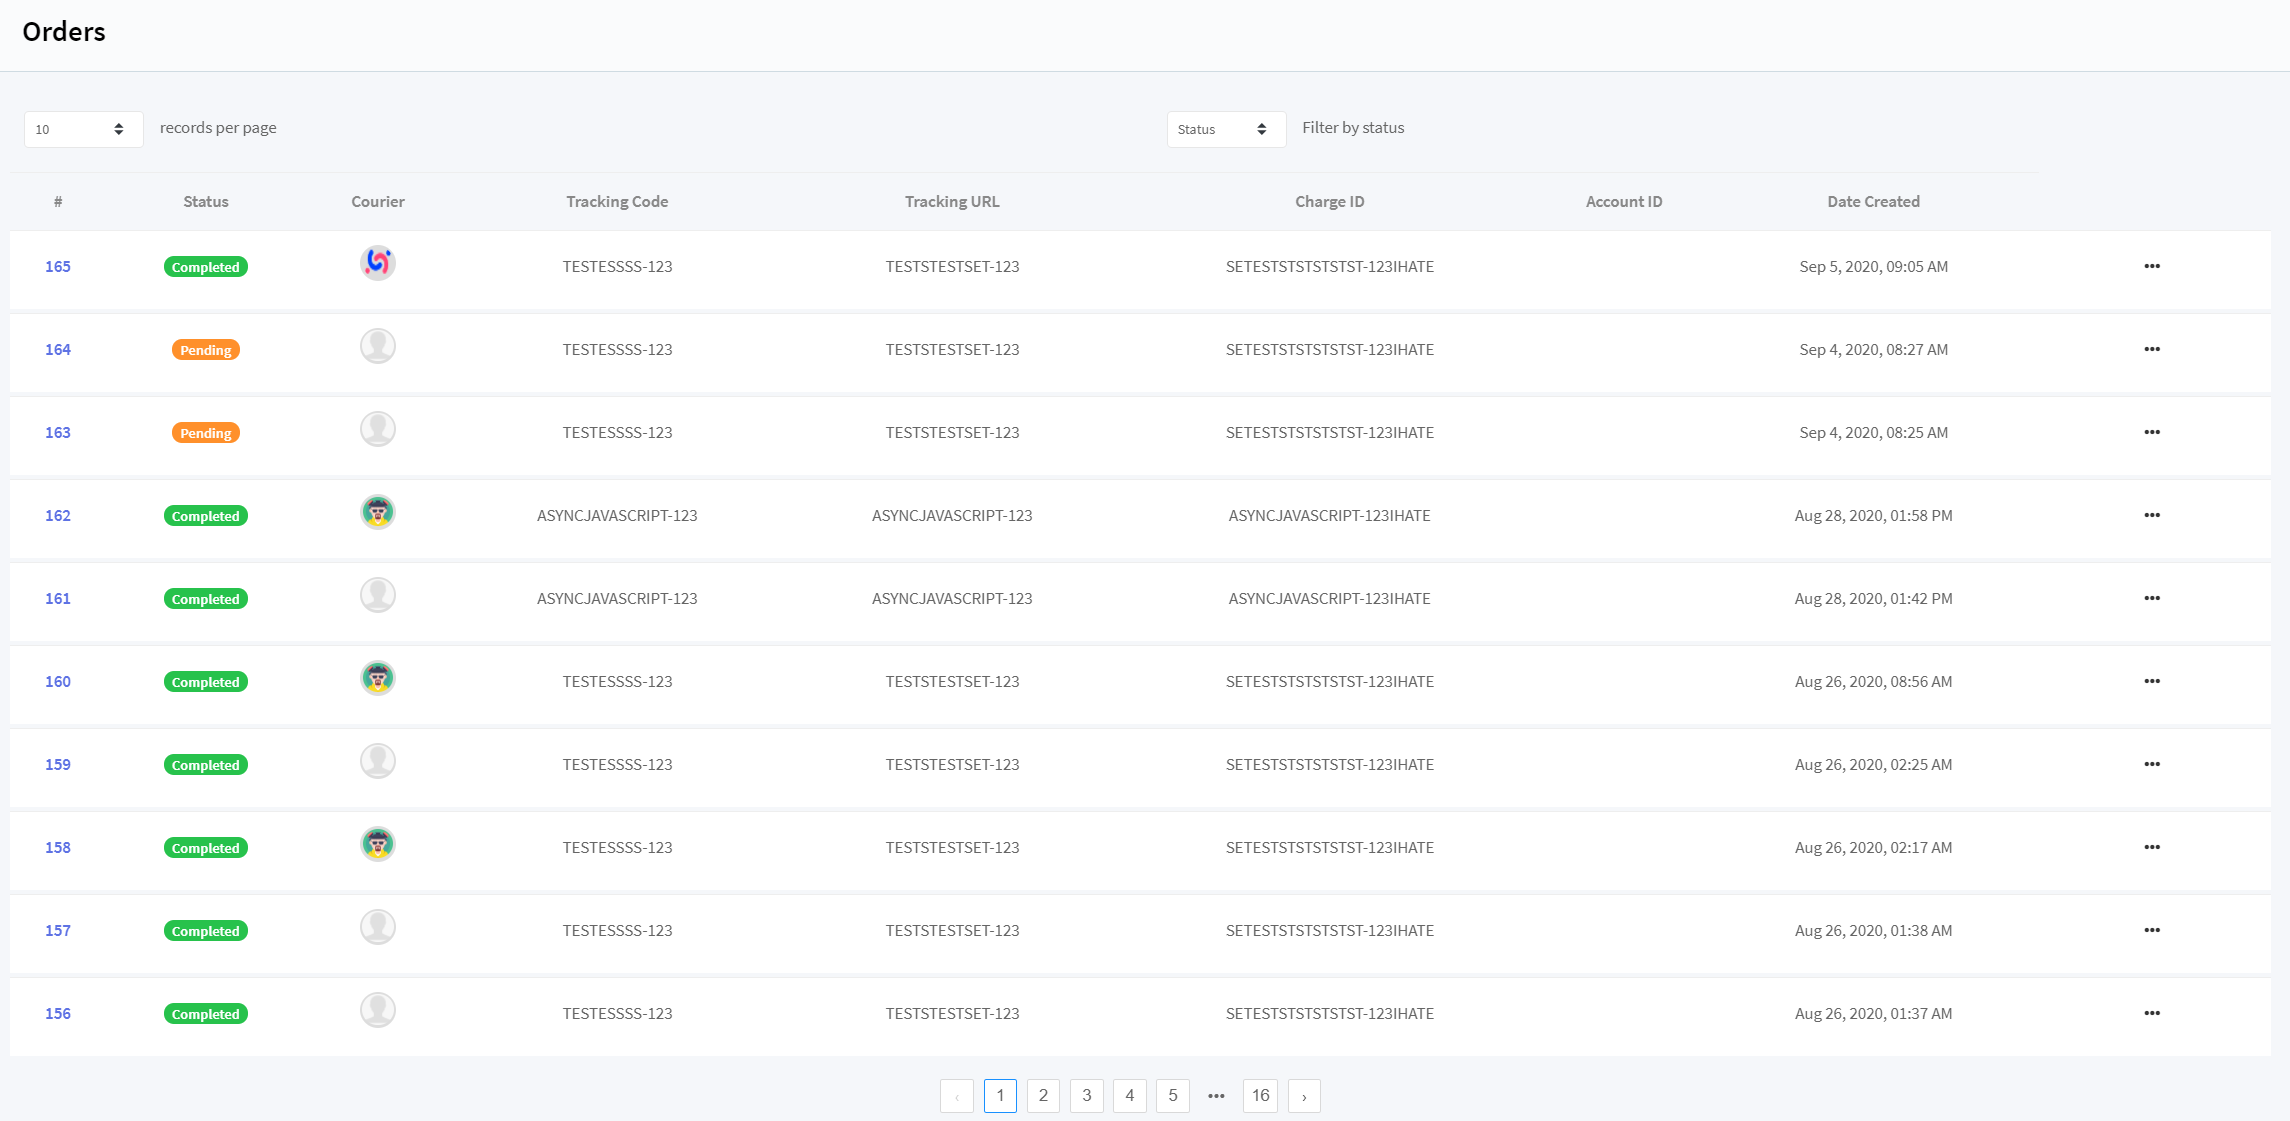 Orders
10 records per page Status Filter by status
# Status Courier Tracking Code Tracking URL Charge ID Account ID Date Created
165 Completed TESTESSSS-123 TESTSTESTSET-123 SETESTSTSTSTSTST-123IHATE Sep 5, 2020, 09:05 AM •••
164 Pending TESTESSSS-123 TESTSTESTSET-123 SETESTSTSTSTSTST-123IHATE Sep 4, 2020, 08:27 AM •••
163 Pending TESTESSSS-123 TESTSTESTSET-123 SETESTSTSTSTSTST-123IHATE Sep 4, 2020, 08:25 AM •••
162 Completed ASYNCJAVASCRIPT-123 ASYNCJAVASCRIPT-123 ASYNCJAVASCRIPT-123IHATE Aug 28, 2020, 01:58 PM •••
161 Completed ASYNCJAVASCRIPT-123 ASYNCJAVASCRIPT-123 ASYNCJAVASCRIPT-123IHATE Aug 28, 2020, 01:42 PM •••
160 Completed TESTESSSS-123 TESTSTESTSET-123 SETESTSTSTSTSTST-123IHATE Aug 26, 2020, 08:56 AM •••
159 Completed TESTESSSS-123 TESTSTESTSET-123 SETESTSTSTSTSTST-123IHATE Aug 26, 2020, 02:25 AM •••
158 Completed TESTESSSS-123 TESTSTESTSET-123 SETESTSTSTSTSTST-123IHATE Aug 26, 2020, 02:17 AM •••
157 Completed TESTESSSS-123 TESTSTESTSET-123 SETESTSTSTSTSTST-123IHATE Aug 26, 2020, 01:38 AM •••
156 Completed TESTESSSS-123 TESTSTESTSET-123 SETESTSTSTSTSTST-123IHATE Aug 26, 2020, 01:37 AM •••
‹ 1 2 3 4 5 ••• 16 ›